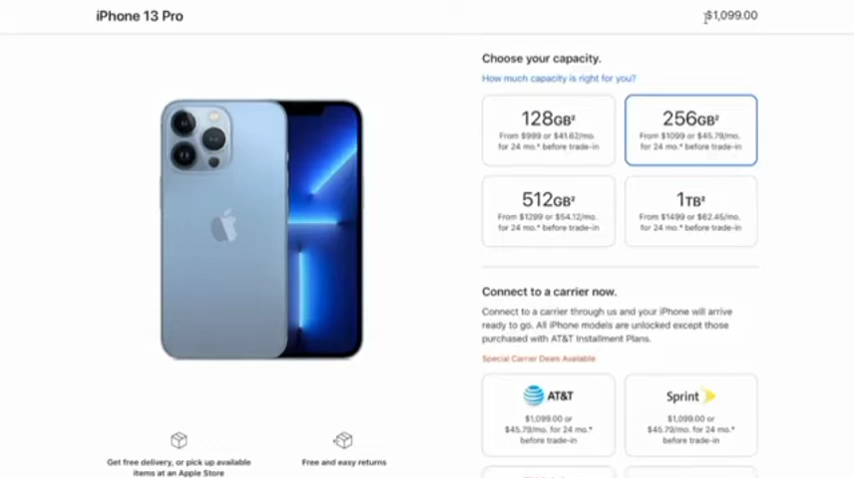 iPhone 13 Pro
$1,099.00
Choose your capacity.
How much capacity is right for you?
128GB²
From $999 or $41.62/mo.
for 24 mo.* before trade-in
256GB²
From $1099 or $45.79/mo.
for 24 mo.* before trade-in
512GB²
From $1299 or $54.12/mo.
for 24 mo.* before trade-in
1TB²
From $1499 or $62.45/mo.
for 24 mo.* before trade-in
Connect to a carrier now.
Connect to a carrier through us and your iPhone will arrive
ready to go. All iPhone models are unlocked except those
purchased with AT&T Installment Plans.
Special Carrier Deals Available
AT&T
$1,099.00 or
$45.79/mo. for 24 mo.*
before trade-in
Sprint
$1,099.00 or
$45.79/mo. for 24 mo.*
before trade-in
Get free delivery, or pick up available
items at an Apple Store
Free and easy returns